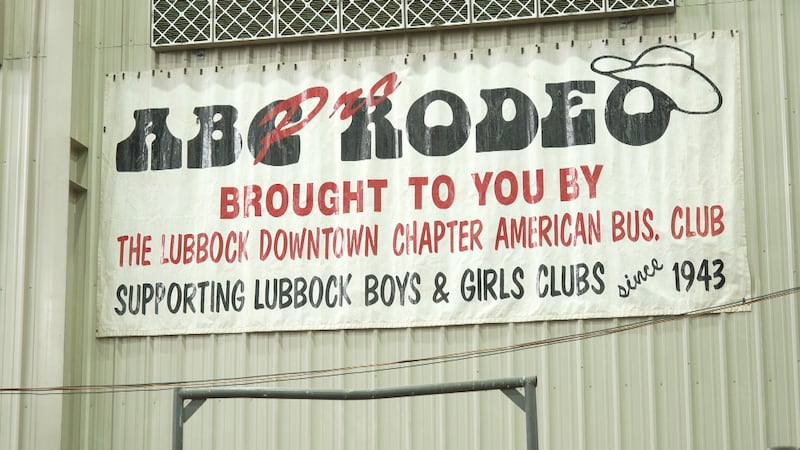 ABC Pro RODEO
BROUGHT TO YOU BY
THE LUBBOCK DOWNTOWN CHAPTER AMERICAN BUS. CLUB
SUPPORTING LUBBOCK BOYS & GIRLS CLUBS since 1943